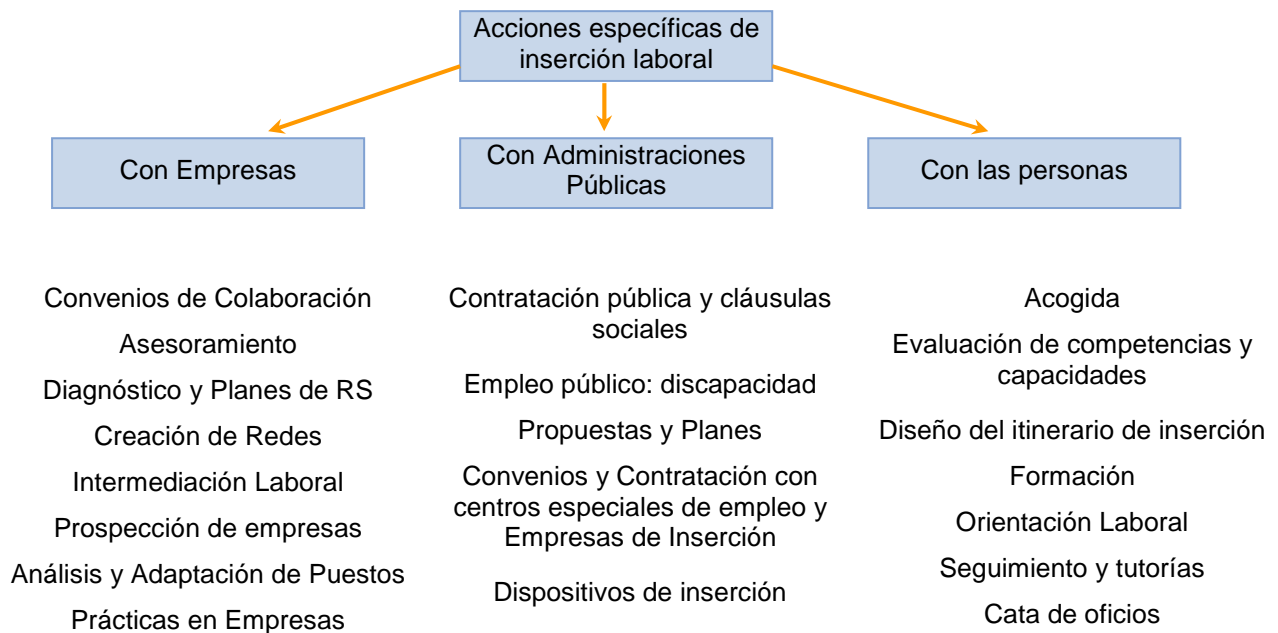 Acciones específicas de
inserción laboral
Con Empresas
Con Administraciones
Públicas
Con las personas
Convenios de Colaboración
Asesoramiento
Diagnóstico y Planes de RS
Creación de Redes
Intermediación Laboral
Prospección de empresas
Análisis y Adaptación de Puestos
Prácticas en Empresas
Contratación pública y cláusulas
sociales
Empleo público: discapacidad
Propuestas y Planes
Convenios y Contratación con
centros especiales de empleo y
Empresas de Inserción
Dispositivos de inserción
Acogida
Evaluación de competencias y
capacidades
Diseño del itinerario de inserción
Formación
Orientación Laboral
Seguimiento y tutorías
Cata de oficios